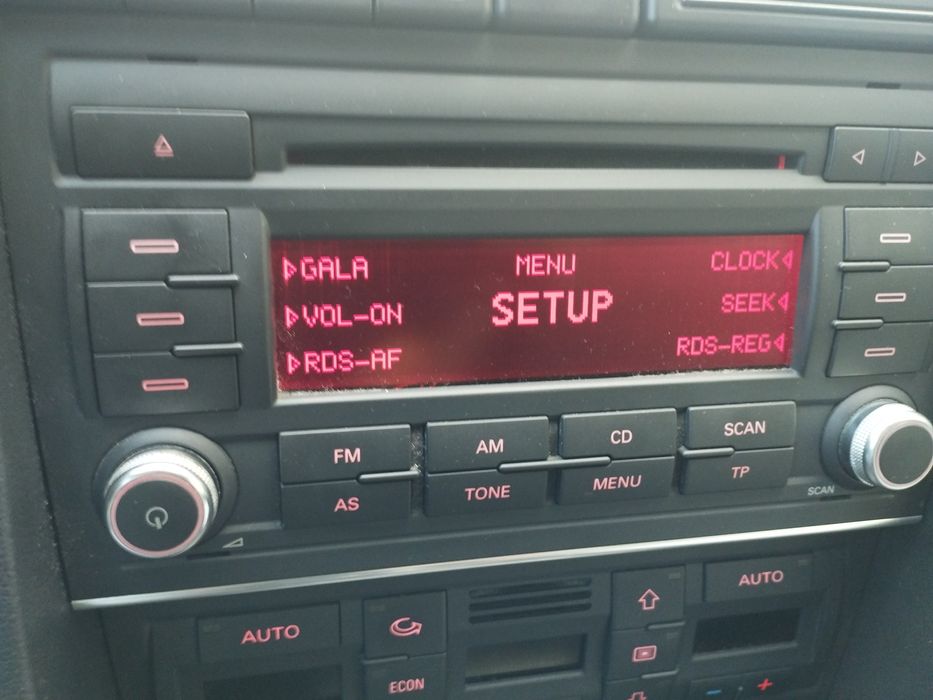 GALA MENU CLOCK
VOL-ON SETUP SEEK
RDS-AF RDS-REG
FM AM CD SCAN
AS TONE MENU TP
SCAN
AUTO AUTO
ECON